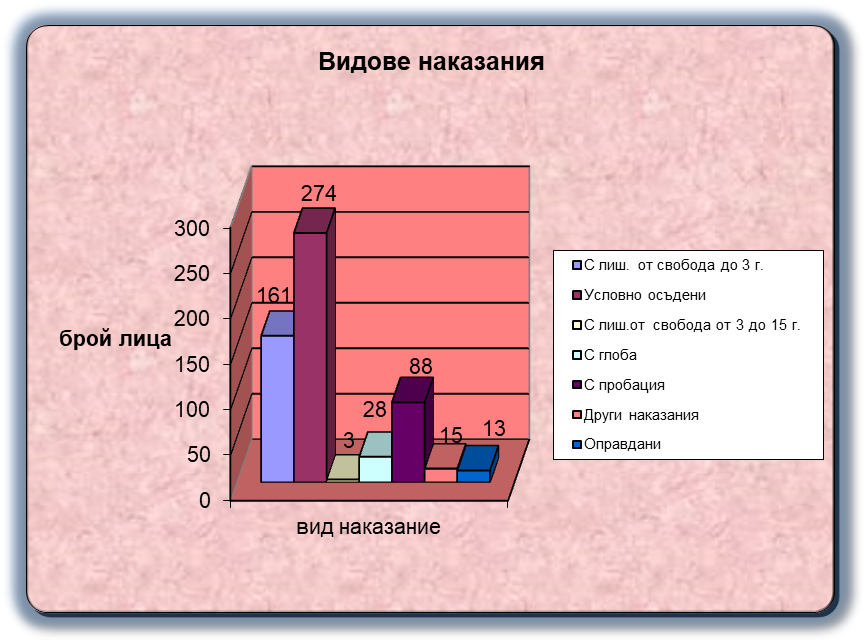 Видове наказания
300
250
200
150
100
50
0
брой лица
161
274
3
28
88
15
13
вид наказание
С лиш. от свобода до 3 г.
Условно осъдени
С лиш.от свобода от 3 до 15 г.
С глоба
С пробация
Други наказания
Оправдани